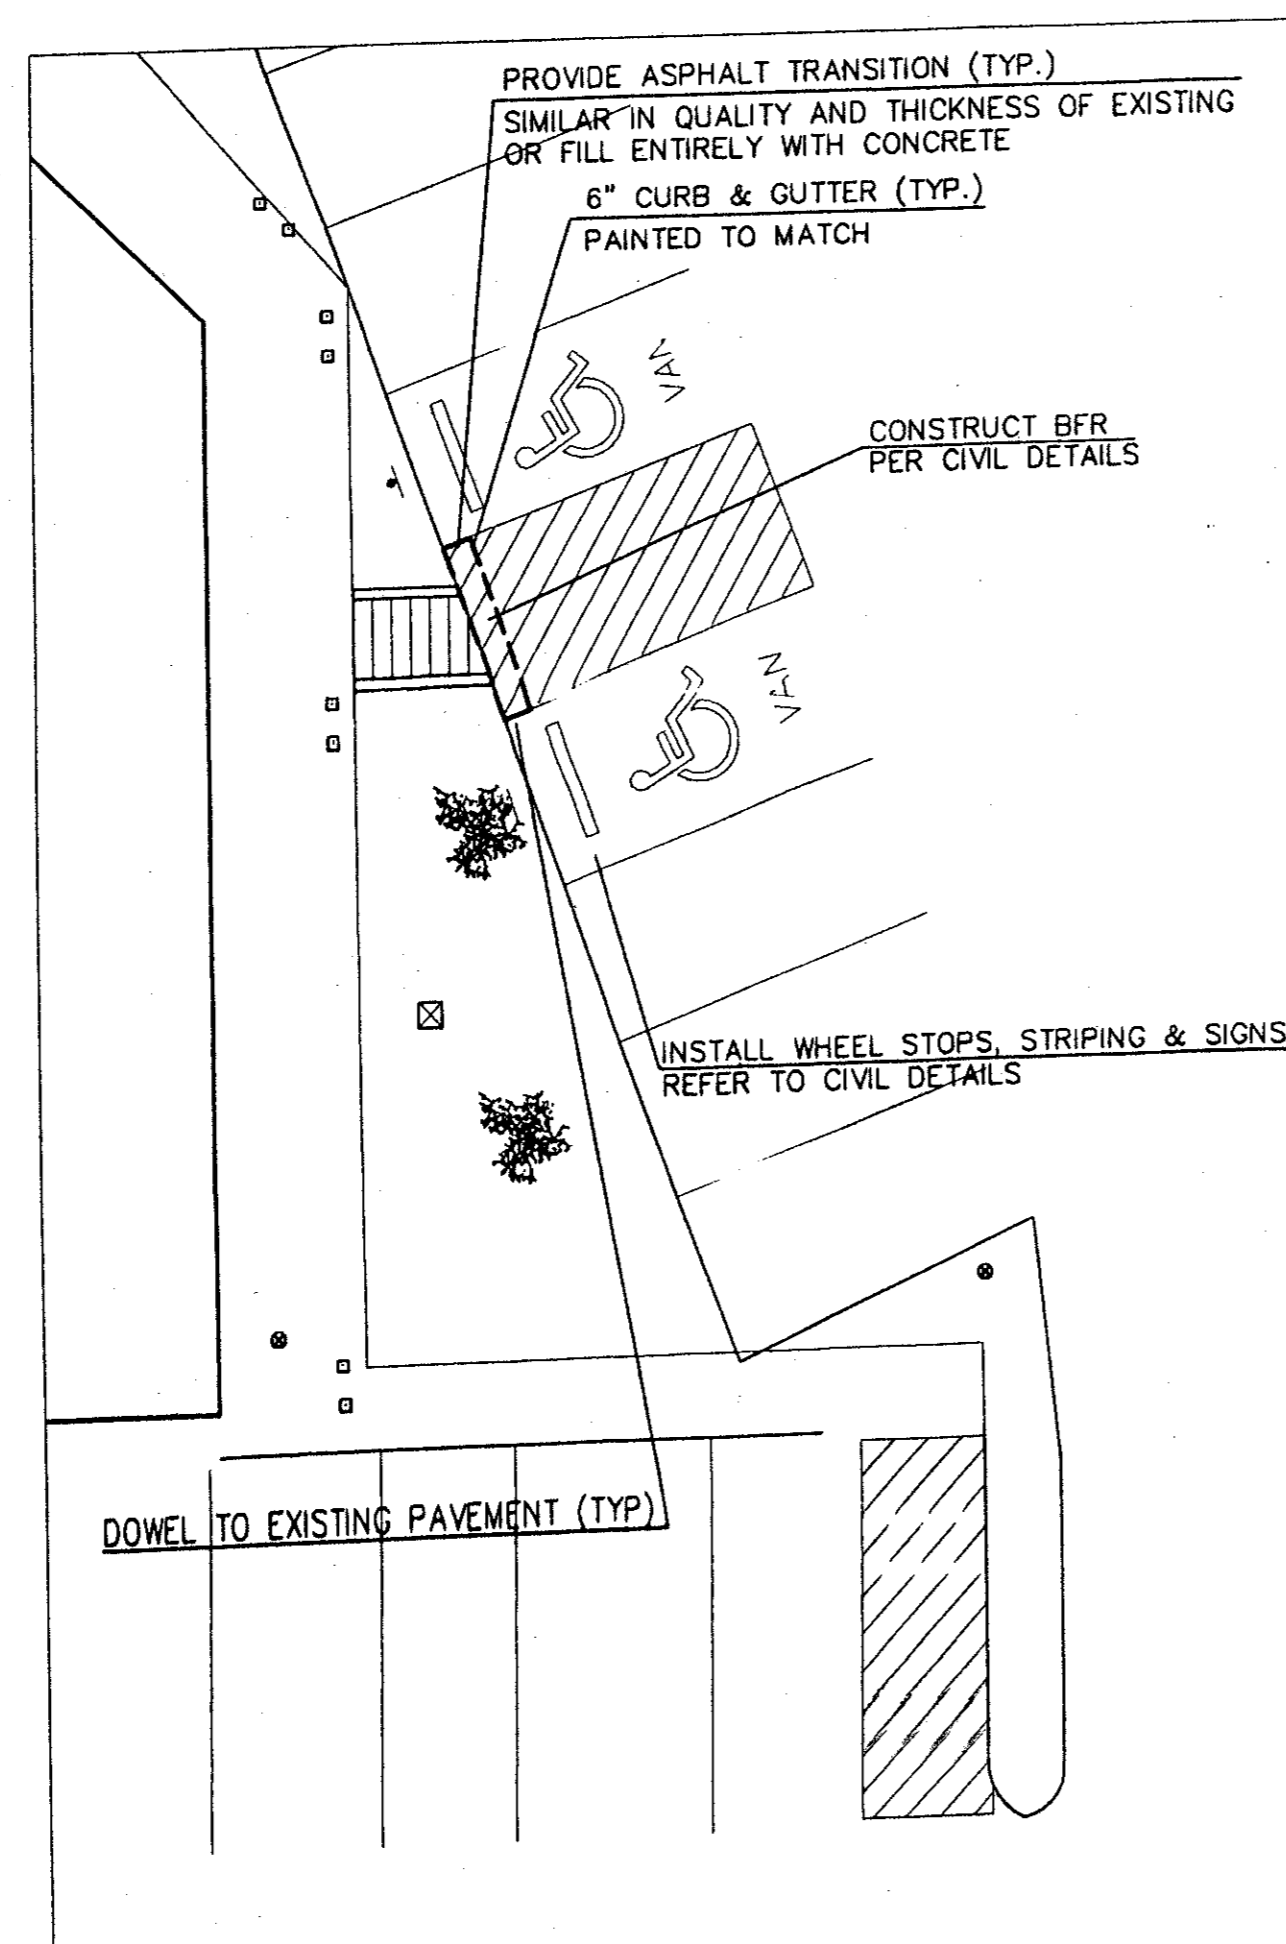 PROVIDE ASPHALT TRANSITION (TYP.)
SIMILAR IN QUALITY AND THICKNESS OF EXISTING
OR FILL ENTIRELY WITH CONCRETE
6" CURB & GUTTER (TYP.)
PAINTED TO MATCH
VAN
CONSTRUCT BFR
PER CIVIL DETAILS
VAN
INSTALL WHEEL STOPS, STRIPING & SIGNS
REFER TO CIVIL DETAILS
DOWEL TO EXISTING PAVEMENT (TYP)